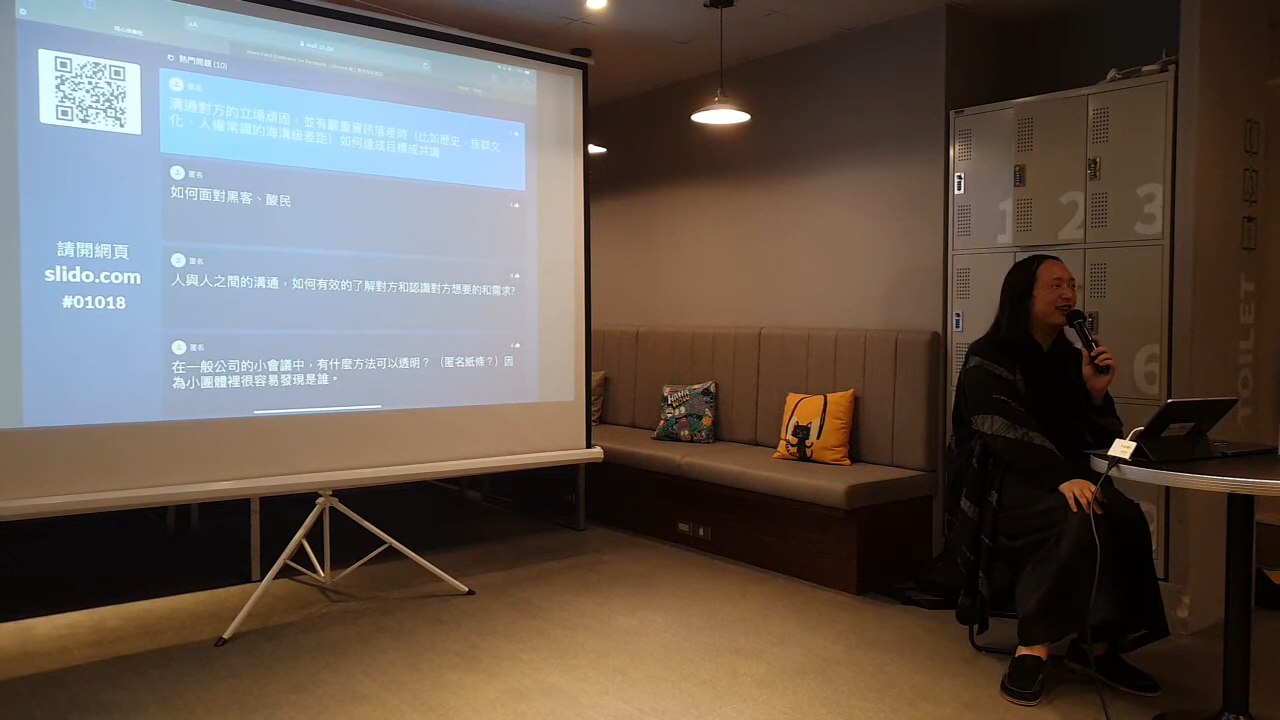 wall.sli.do
熱門問題 (10)
匿名
溝通對方的立場頑固，並有嚴重資訊落差時（比如歷史、族群文
化、人權常識的海溝級差距）如何達成目標或共識
匿名
如何面對黑客、酸民
匿名
人與人之間的溝通，如何有效的了解對方和認識對方想要的和需求?
匿名
在一般公司的小會議中，有什麼方法可以透明？（匿名紙條？）因
為小團體裡很容易發現是誰。
請開網頁
slido.com
#01018
HAHA
WOW
1
2
3
6
TOILET